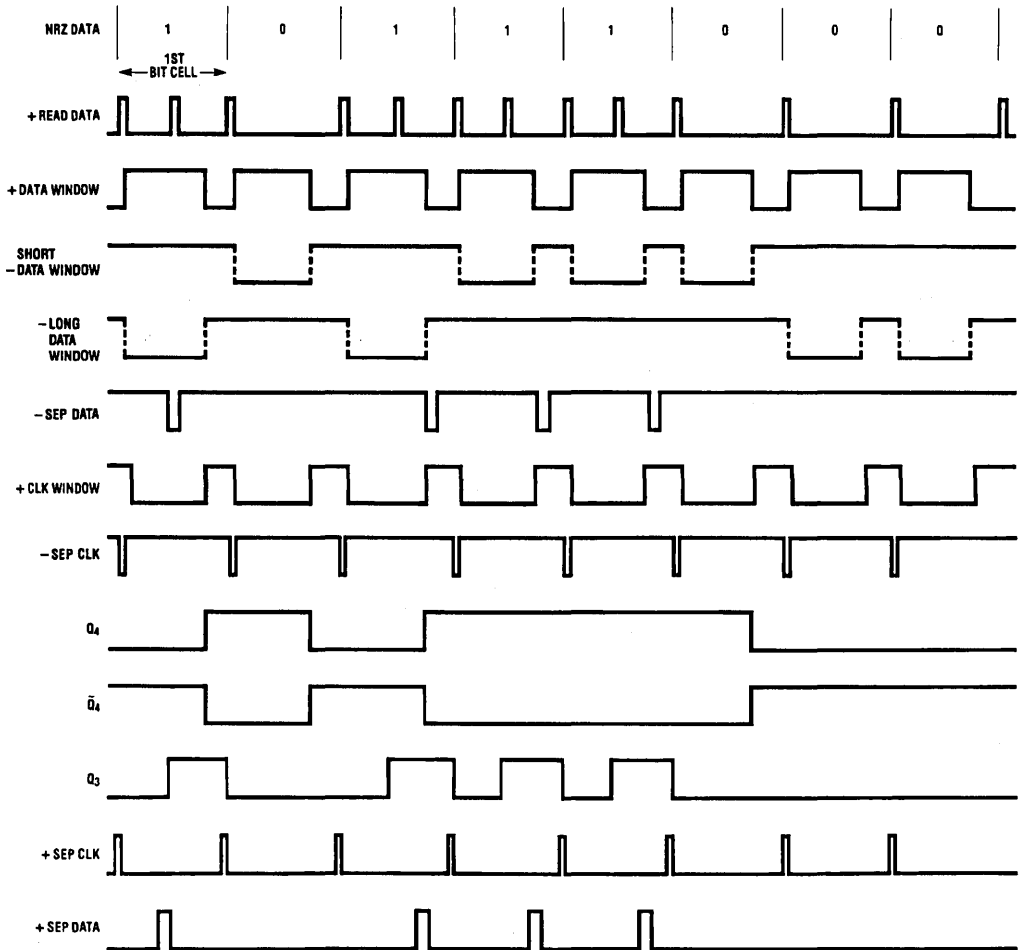 NRZ DATA 1 0 1 1 1 0 0 0
1ST
BIT CELL
+ READ DATA
+ DATA WINDOW
SHORT
– DATA WINDOW
– LONG
DATA
WINDOW
– SEP DATA
+ CLK WINDOW
– SEP CLK
Q4
Q̃4
Q3
+ SEP CLK
+ SEP DATA